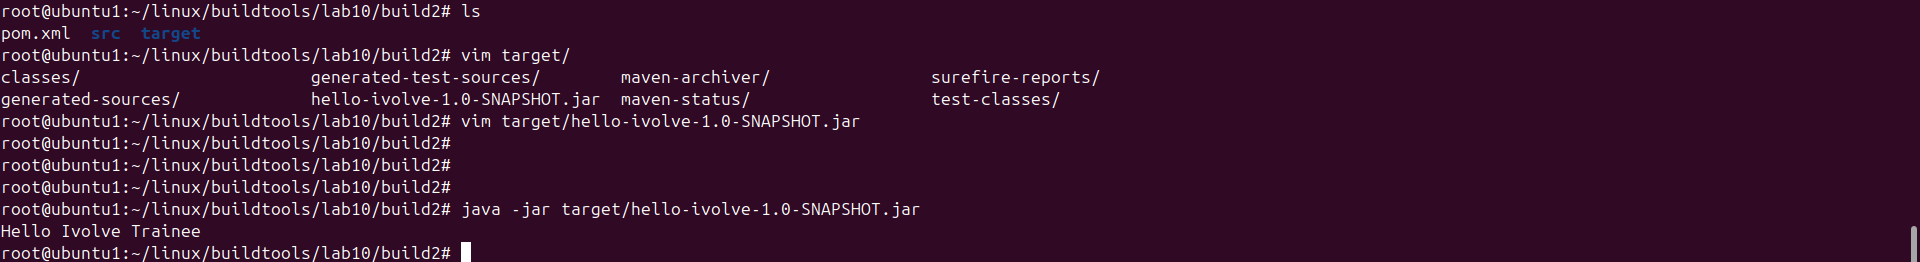 root@ubuntu1:~/linux/buildtools/lab10/build2# ls
pom.xml  src  target
root@ubuntu1:~/linux/buildtools/lab10/build2# vim target/
classes/                       generated-test-sources/        maven-archiver/                surefire-reports/
generated-sources/             hello-ivolve-1.0-SNAPSHOT.jar  maven-status/                  test-classes/
root@ubuntu1:~/linux/buildtools/lab10/build2# vim target/hello-ivolve-1.0-SNAPSHOT.jar
root@ubuntu1:~/linux/buildtools/lab10/build2#
root@ubuntu1:~/linux/buildtools/lab10/build2#
root@ubuntu1:~/linux/buildtools/lab10/build2#
root@ubuntu1:~/linux/buildtools/lab10/build2# java -jar target/hello-ivolve-1.0-SNAPSHOT.jar
Hello Ivolve Trainee
root@ubuntu1:~/linux/buildtools/lab10/build2#